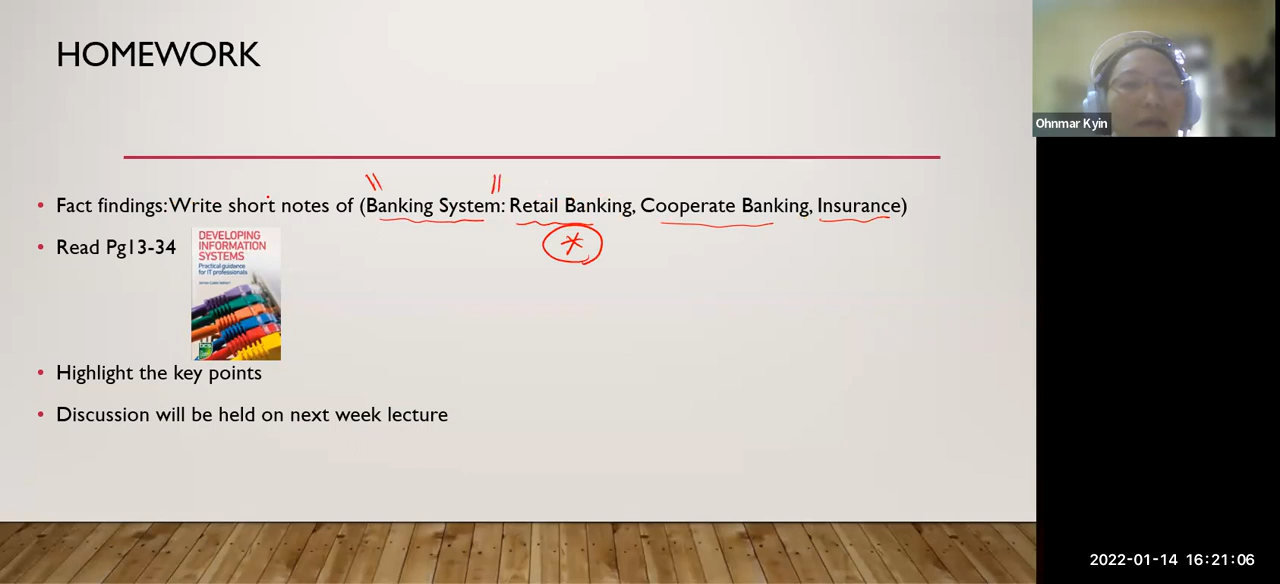 HOMEWORK
Ohnmar Kyin
Fact findings: Write short notes of (Banking System: Retail Banking, Cooperate Banking, Insurance)
Read Pg13-34
DEVELOPING
INFORMATION
SYSTEMS
Practical guidance
for IT professionals
Highlight the key points
Discussion will be held on next week lecture
2022-01-14 16:21:06